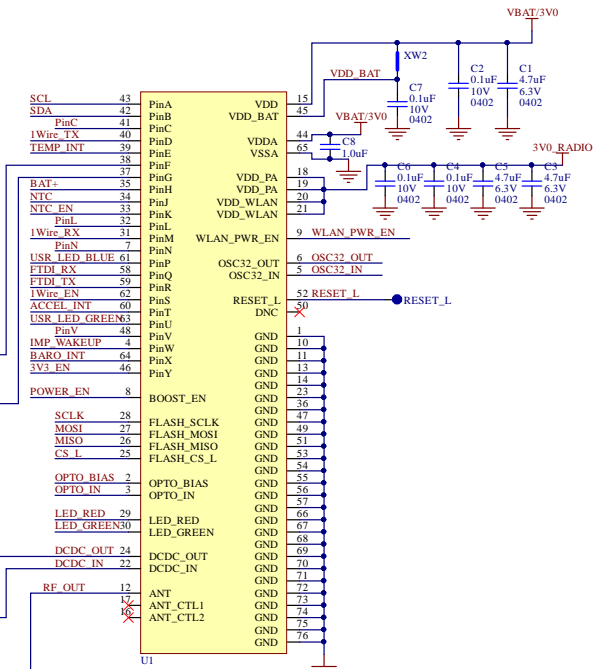 VBAT/3V0
XW2
VDD_BAT
C2
0.1uF
10V
0402
C1
4.7uF
6.3V
0402
C7
0.1uF
10V
0402
VBAT/3V0
C8
1.0uF
3V0_RADIO
C6
0.1uF
10V
0402
C4
0.1uF
10V
0402
C5
4.7uF
6.3V
0402
C3
4.7uF
6.3V
0402
SCL 43 PinA
SDA 42 PinB
PinC 41 PinC
1Wire_TX 40 PinD
TEMP_INT 39 PinE
38 PinF
37 PinG
BAT+ 35 PinH
NTC 34 PinJ
NTC_EN 33 PinK
PinL 32 PinL
1Wire_RX 31 PinM
PinN 7 PinN
USR_LED_BLUE 61 PinP
FTDI_RX 58 PinQ
FTDI_TX 59 PinR
1Wire_EN 62 PinS
ACCEL_INT 60 PinT
USR_LED_GREEN 63 PinU
PinV 48 PinV
IMP_WAKEUP 4 PinW
BARO_INT 64 PinX
3V3_EN 46 PinY
POWER_EN 8 BOOST_EN
SCLK 28 FLASH_SCLK
MOSI 27 FLASH_MOSI
MISO 26 FLASH_MISO
CS_L 25 FLASH_CS_L
OPTO_BIAS 2 OPTO_BIAS
OPTO_IN 3 OPTO_IN
LED_RED 29 LED_RED
LED_GREEN 30 LED_GREEN
DCDC_OUT 24 DCDC_OUT
DCDC_IN 22 DCDC_IN
RF_OUT 12 ANT
17 ANT_CTL1
16 ANT_CTL2
VDD 15
VDD_BAT 45
VDDA 44
VSSA 65
VDD_PA 18
VDD_PA 19
VDD_WLAN 20
VDD_WLAN 21
WLAN_PWR_EN 9 WLAN_PWR_EN
OSC32_OUT 6 OSC32_OUT
OSC32_IN 5 OSC32_IN
RESET_L 52 RESET_L RESET_L
DNC 50
GND 1
GND 10
GND 11
GND 13
GND 14
GND 23
GND 36
GND 47
GND 49
GND 51
GND 53
GND 54
GND 55
GND 56
GND 57
GND 66
GND 67
GND 68
GND 69
GND 70
GND 71
GND 72
GND 73
GND 74
GND 75
GND 76
U1